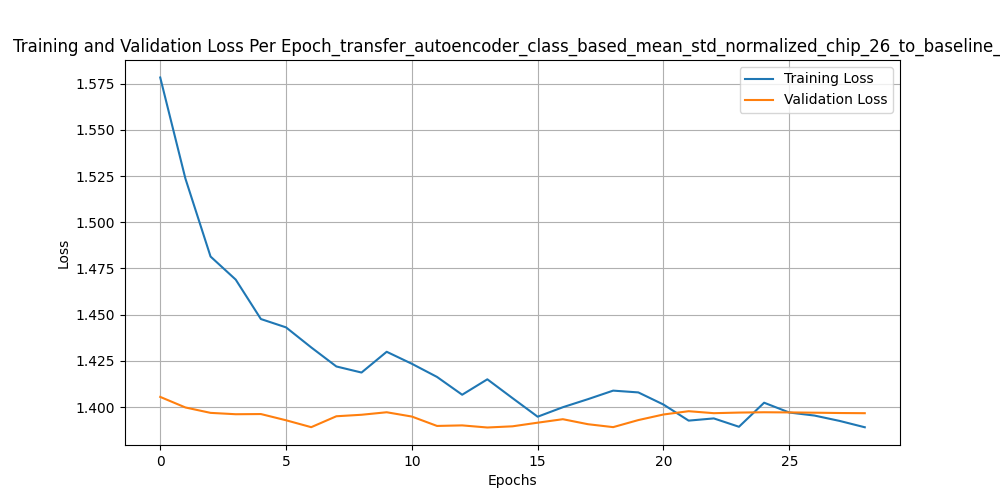 Training and Validation Loss Per Epoch_transfer_autoencoder_class_based_mean_std_normalized_chip_26_to_baseline_
Training Loss
Validation Loss
1.575
1.550
1.525
1.500
1.475
1.450
1.425
1.400
Loss
0
5
10
15
20
25
Epochs